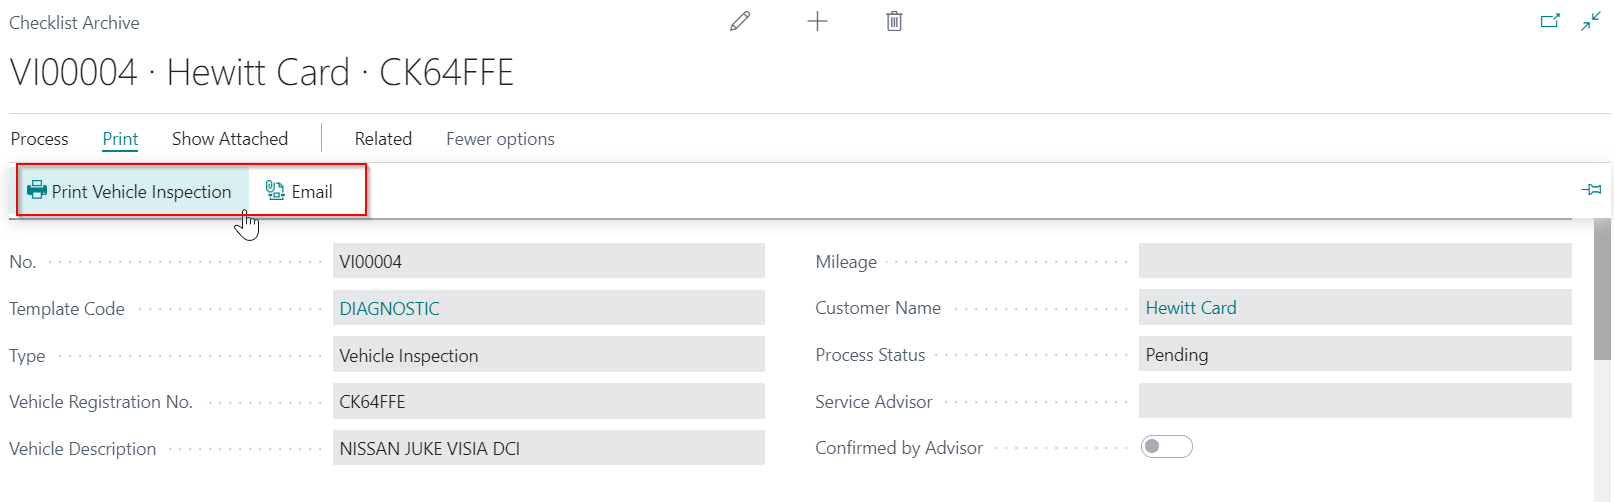 Checklist Archive
VI00004 · Hewitt Card · CK64FFE
Process Print Show Attached Related Fewer options
Print Vehicle Inspection Email
No. VI00004
Template Code DIAGNOSTIC
Type Vehicle Inspection
Vehicle Registration No. CK64FFE
Vehicle Description NISSAN JUKE VISIA DCI
Mileage
Customer Name Hewitt Card
Process Status Pending
Service Advisor
Confirmed by Advisor